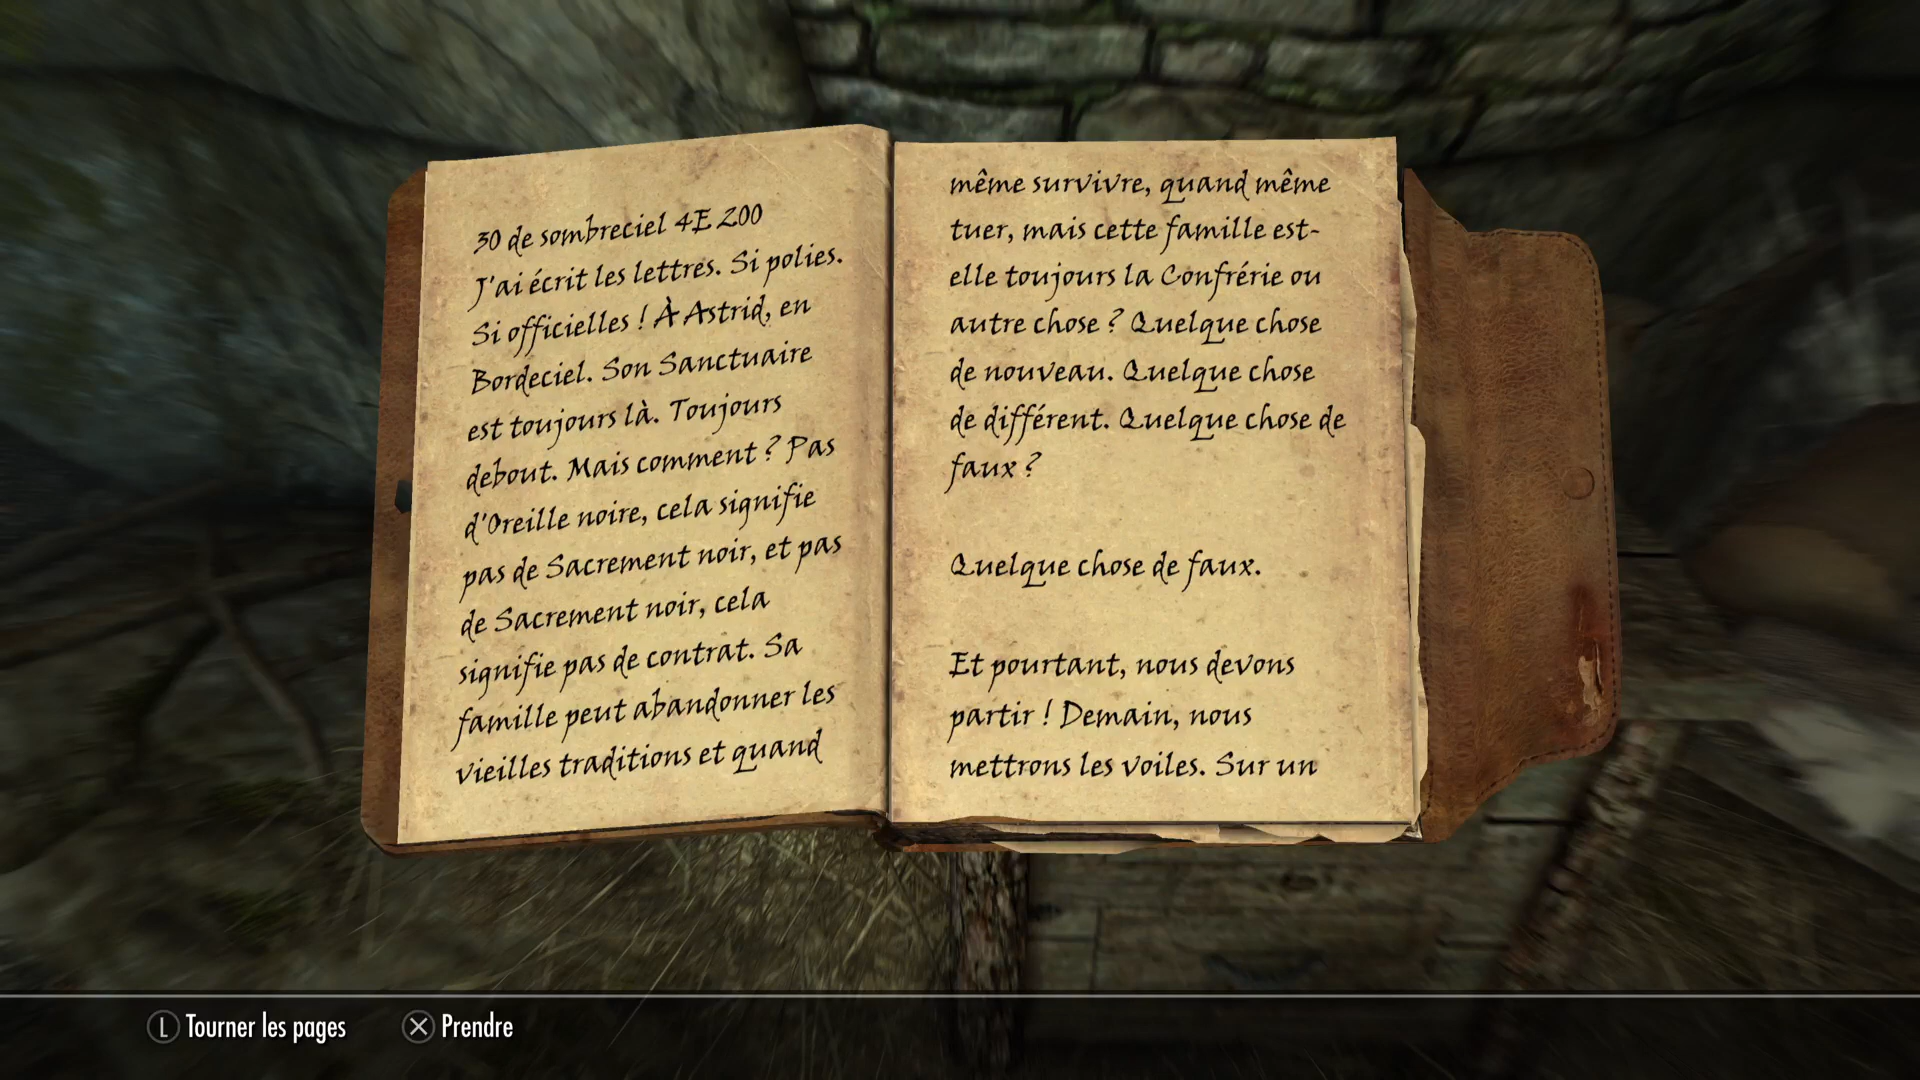 30 de sombreciel 4E 200
J'ai écrit les lettres. Si polies.
Si officielles ! À Astrid, en
Bordeciel. Son Sanctuaire
est toujours là. Toujours
debout. Mais comment ? Pas
d'Oreille noire, cela signifie
pas de Sacrement noir, et pas
de Sacrement noir, cela
signifie pas de contrat. Sa
famille peut abandonner les
vieilles traditions et quand
même survivre, quand même
tuer, mais cette famille est-
elle toujours la Confrérie ou
autre chose ? Quelque chose
de nouveau. Quelque chose
de différent. Quelque chose de
faux ?
Quelque chose de faux.
Et pourtant, nous devons
partir ! Demain, nous
mettrons les voiles. Sur un
L Tourner les pages
X Prendre